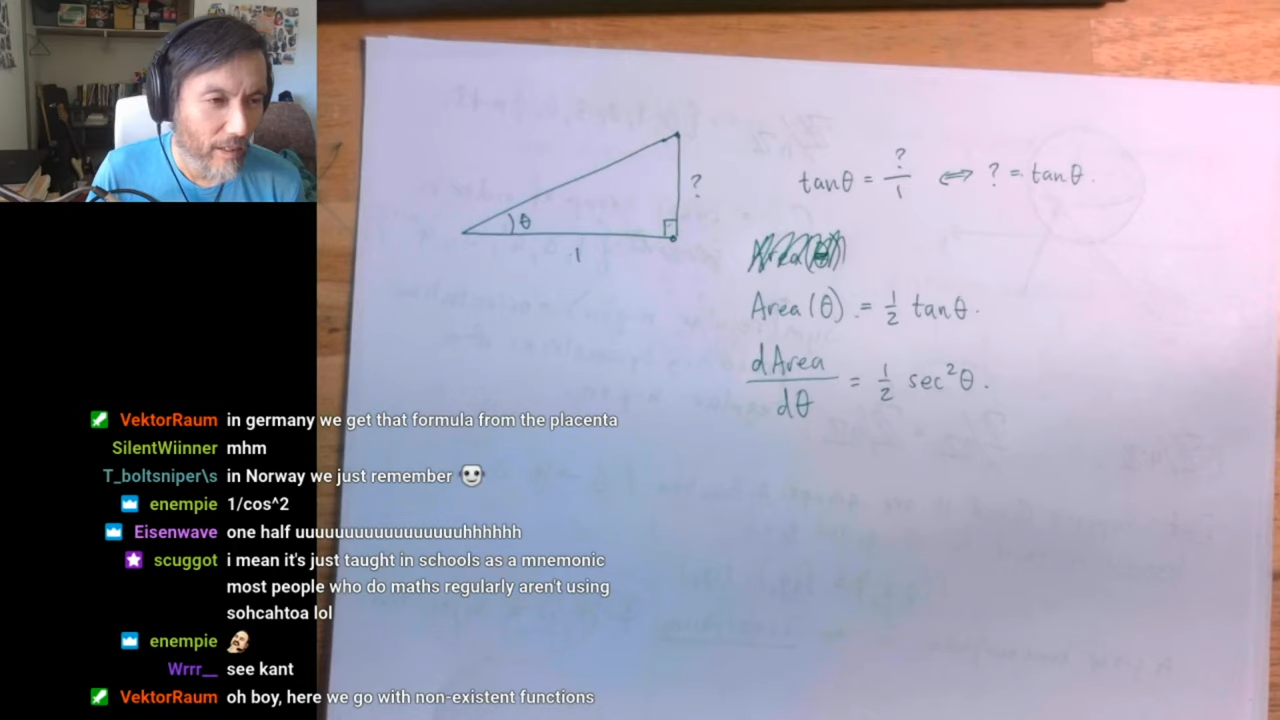 ?
θ
1
tanθ = ?/1 ⟺ ? = tanθ.
Area(θ) = 1/2 tanθ.
dArea/dθ = 1/2 sec²θ.
VektorRaum in germany we get that formula from the placenta
SilentWiinner mhm
T_boltsniper\s in Norway we just remember
enempie 1/cos^2
Eisenwave one half uuuuuuuuuuuuuuuuuhhhhhh
scuggot i mean it's just taught in schools as a mnemonic
most people who do maths regularly aren't using
sohcahtoa lol
enempie
Wrrr__ see kant
VektorRaum oh boy, here we go with non-existent functions